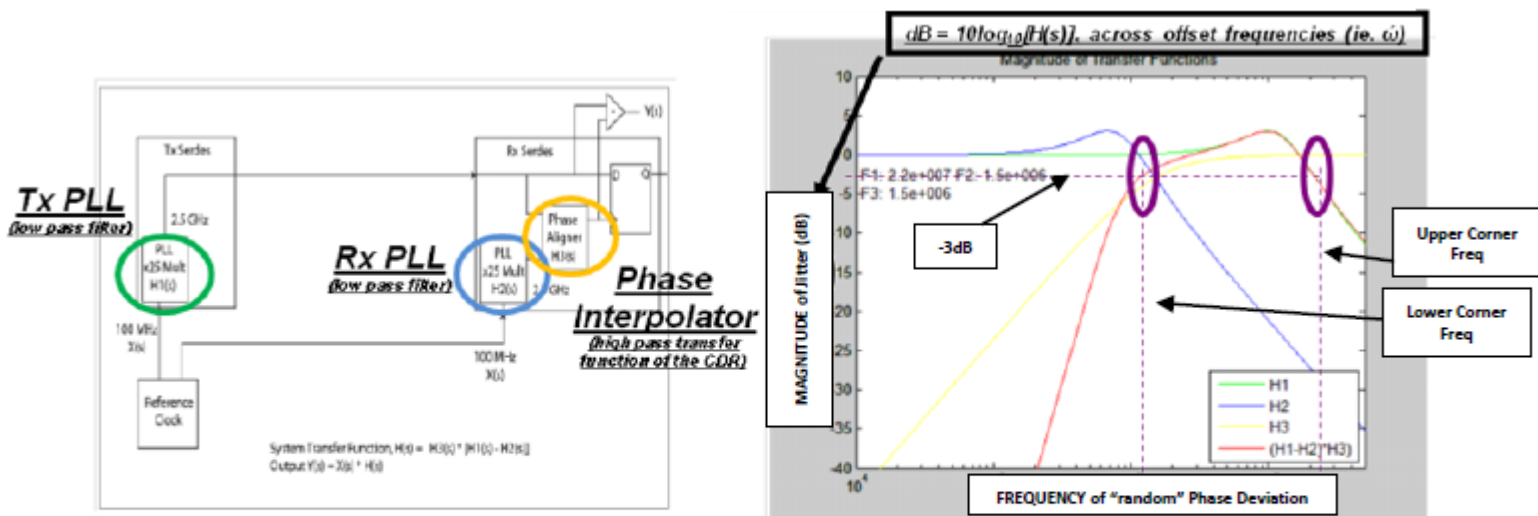 Tx Serdes
Tx PLL
(low pass filter)
2.5 GHz
PLL
x25 Mult
H1(s)
100 MHz
X(s)
Reference
Clock
Rx Serdes
Rx PLL
(low pass filter)
PLL
x25 Mult
H2(s)
100 MHz
X(s)
Phase
Aligner
H3(s)
GHz
D
Q
Y(s)
Phase
Interpolator
(high pass transfer
function of the CDR)
System Transfer Function, H(s) = H3(s) * [H1(s) - H2(s)]
Output Y(s) = X(s) * H(s)
dB = 10log10[H(s)], across offset frequencies (ie. ώ)
Magnitude of Transfer Functions
MAGNITUDE of Jitter (dB)
10
5
0
-5
-10
-15
-35
-40
F1: 2.2e+007 F2: 1.5e+006
F3: 1.5e+006
-3dB
Upper Corner
Freq
Lower Corner
Freq
H1
H2
H3
(H1-H2)*H3)
10^4
FREQUENCY of “random” Phase Deviation